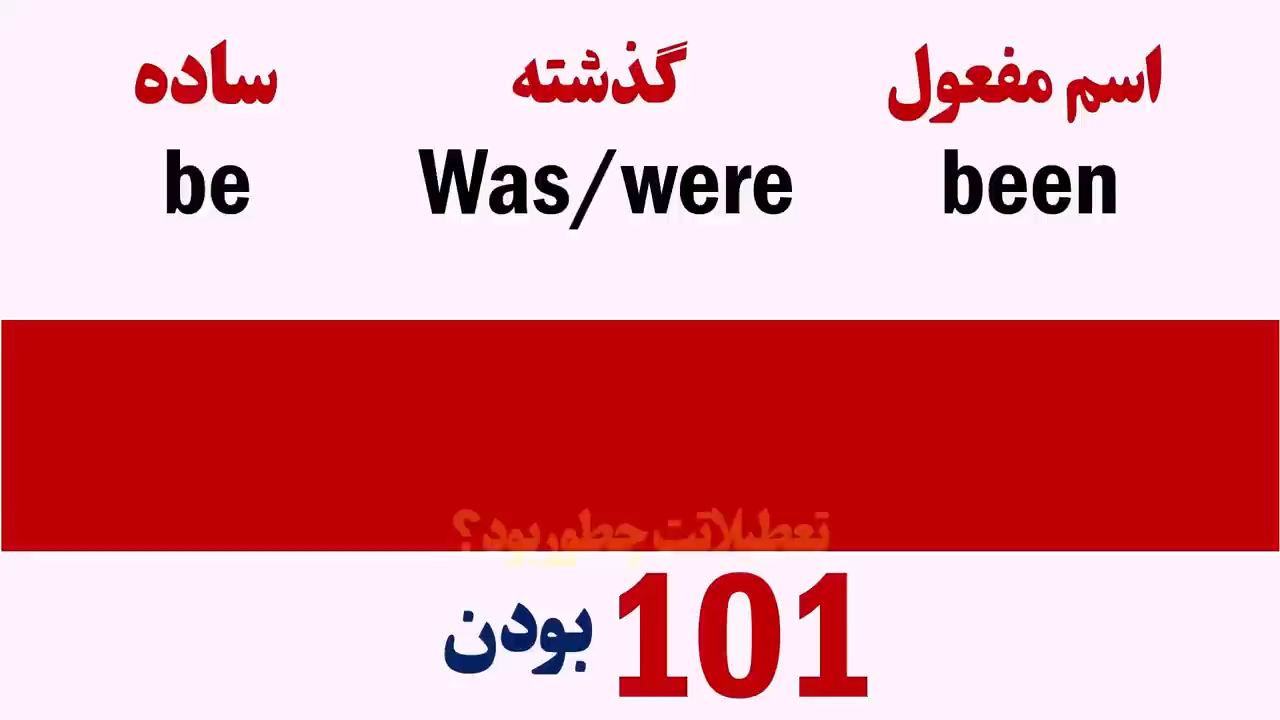 ساده گذشته اسم مفعول
be Was/were been
تعطیلاتت چطور بود؟
101 بودن